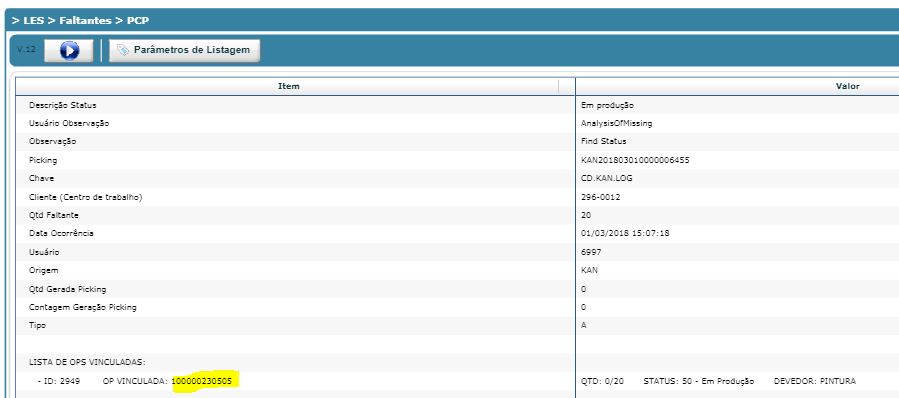 > LES > Faltantes > PCP
V.12 Parâmetros de Listagem
Item Valor
Descrição Status Em produção
Usuário Observação AnalysisOfMissing
Observação Find Status
Picking KAN201803010000006455
Chave CD.KAN.LOG
Cliente (Centro de trabalho) 296-0012
Qtd Faltante 20
Data Ocorrência 01/03/2018 15:07:18
Usuário 6997
Origem KAN
Qtd Gerada Picking 0
Contagem Geração Picking 0
Tipo A
LISTA DE OPS VINCULADAS:
- ID: 2949 OP VINCULADA: 100000230505 QTD: 0/20 STATUS: 50 - Em Produção DEVEDOR: PINTURA